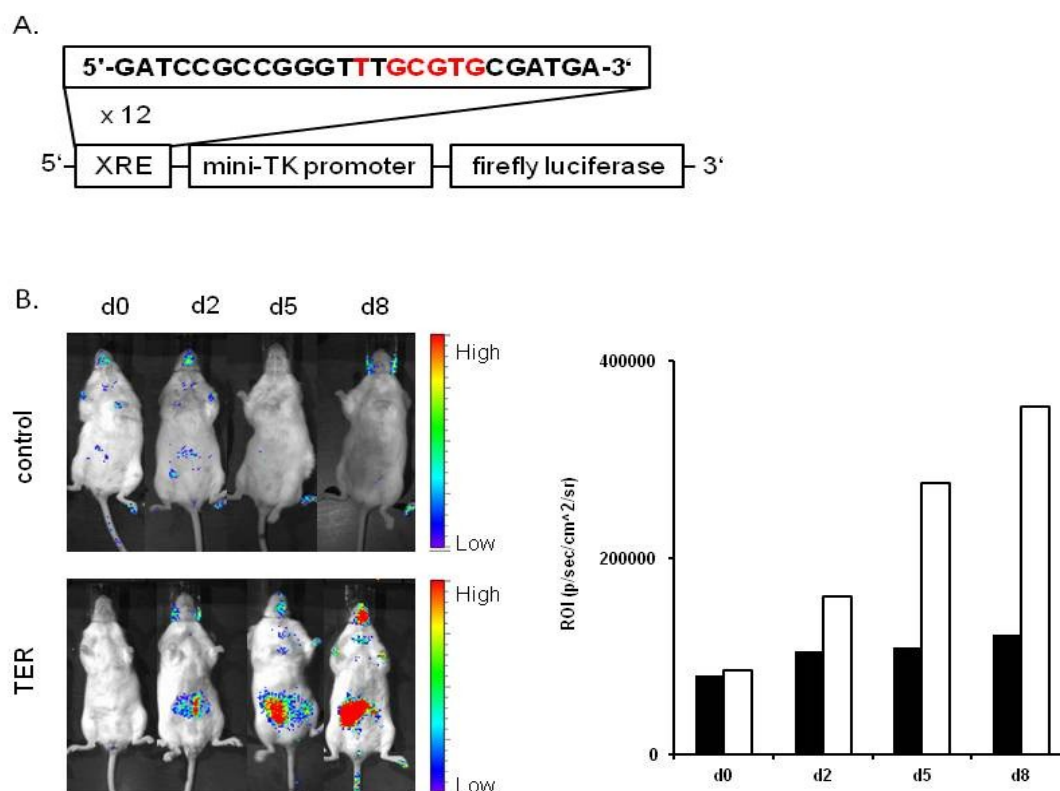 A.
5'-GATCCGCCGGGTTTGCGTGCGATGA-3‘
x 12
5‘ XRE mini-TK promoter firefly luciferase 3‘
B.
d0 d2 d5 d8
control
High
Low
TER
High
Low
ROI (p/sec/cm^2/sr)
400000
200000
0
d0 d2 d5 d8